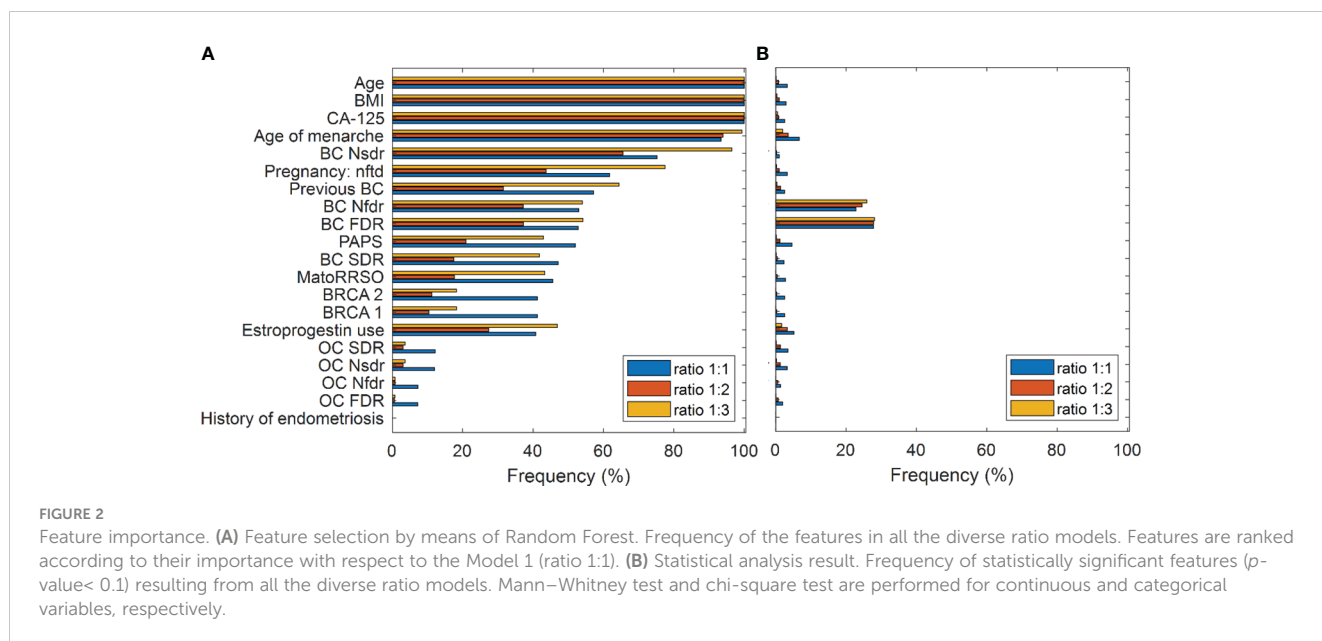 A
B
Age
BMI
CA-125
Age of menarche
BC Nsdr
Pregnancy: nftd
Previous BC
BC Nfdr
BC FDR
PAPS
BC SDR
MatoRRSO
BRCA 2
BRCA 1
Estroprogestin use
OC SDR
OC Nsdr
OC Nfdr
OC FDR
History of endometriosis
ratio 1:1
ratio 1:2
ratio 1:3
0 20 40 60 80 100
Frequency (%)
ratio 1:1
ratio 1:2
ratio 1:3
0 20 40 60 80 100
Frequency (%)
FIGURE 2
Feature importance. (A) Feature selection by means of Random Forest. Frequency of the features in all the diverse ratio models. Features are ranked
according to their importance with respect to the Model 1 (ratio 1:1). (B) Statistical analysis result. Frequency of statistically significant features (p-
value< 0.1) resulting from all the diverse ratio models. Mann–Whitney test and chi-square test are performed for continuous and categorical
variables, respectively.